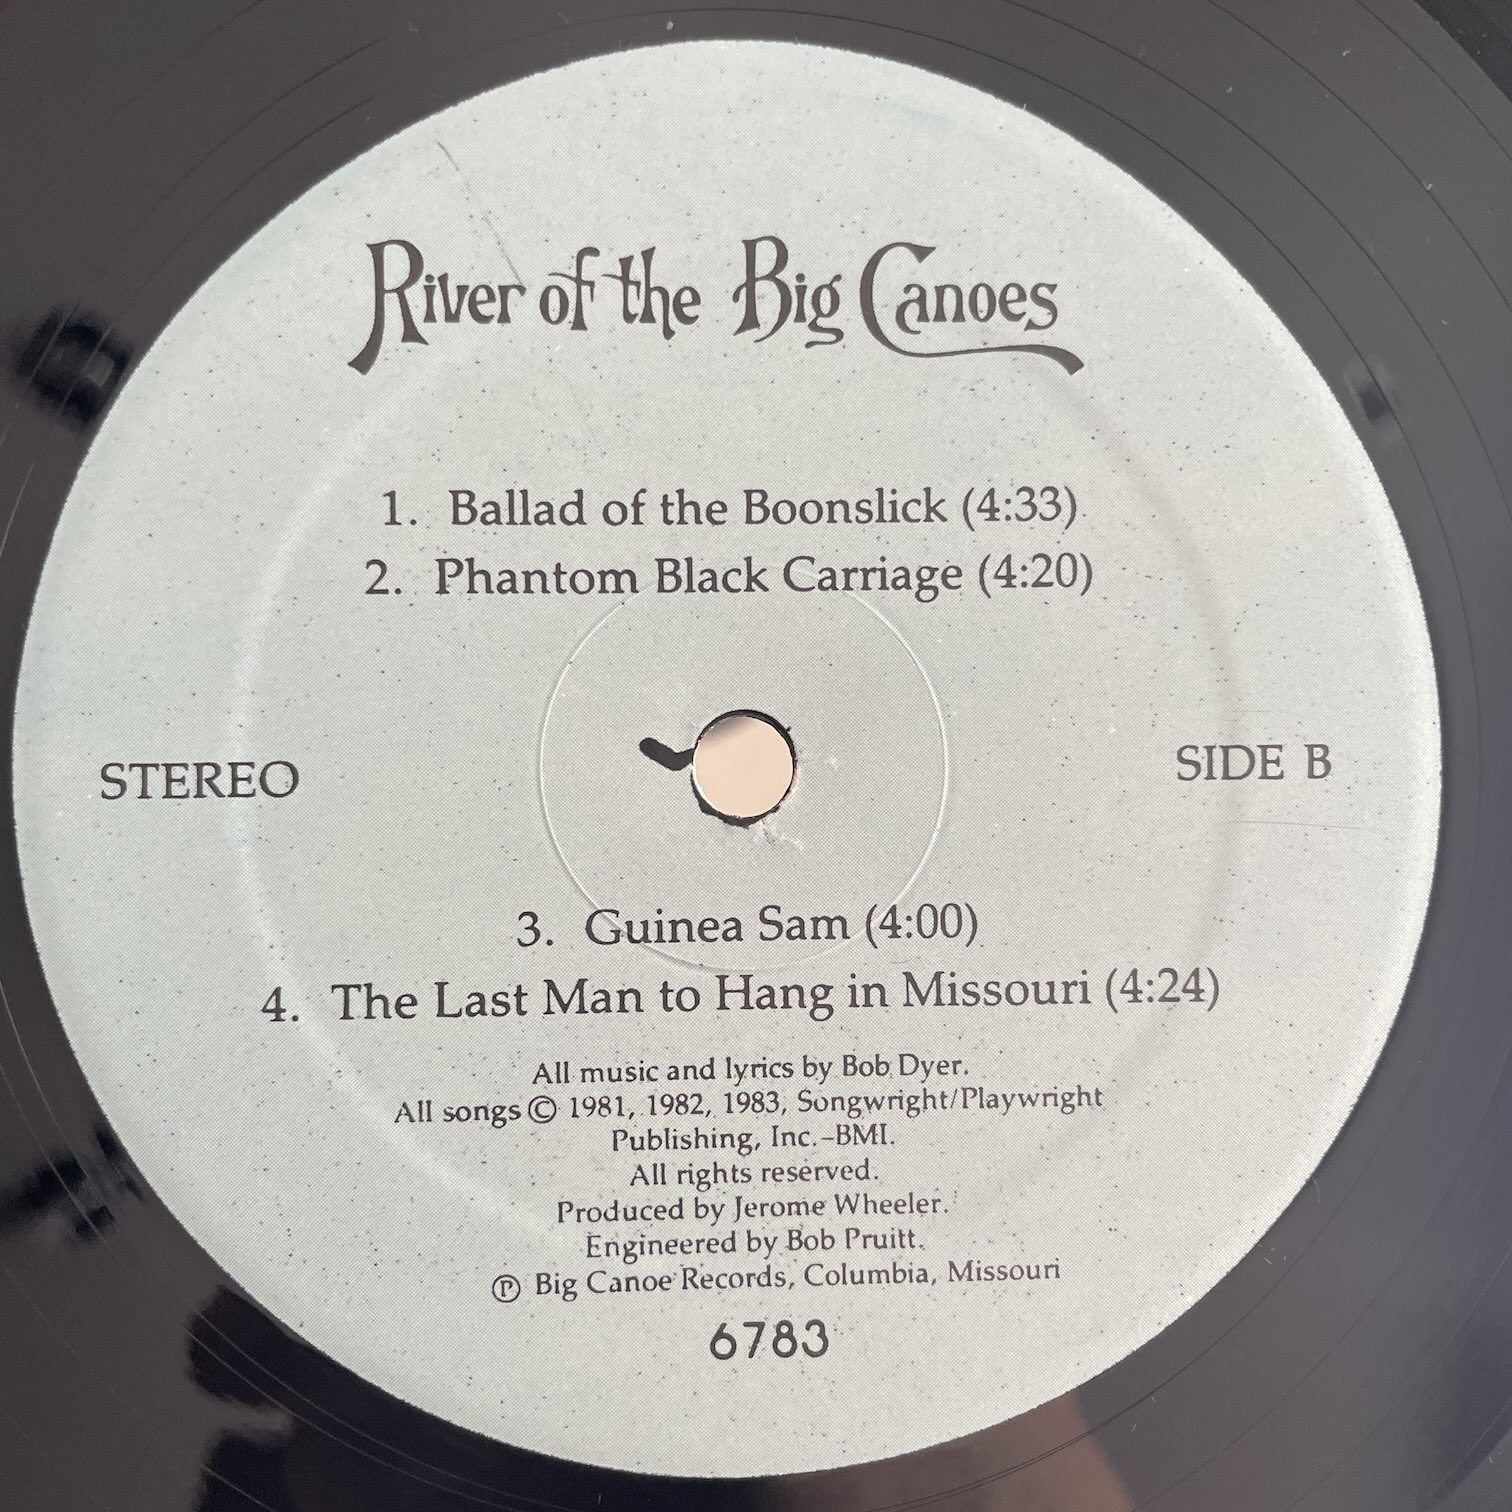 River of the Big Canoes
1. Ballad of the Boonslick (4:33)
2. Phantom Black Carriage (4:20)
STEREO
SIDE B
3. Guinea Sam (4:00)
4. The Last Man to Hang in Missouri (4:24)
All music and lyrics by Bob Dyer.
All songs © 1981, 1982, 1983, Songwright/Playwright
Publishing, Inc.–BMI.
All rights reserved.
Produced by Jerome Wheeler.
Engineered by Bob Pruitt.
℗ Big Canoe Records, Columbia, Missouri
6783